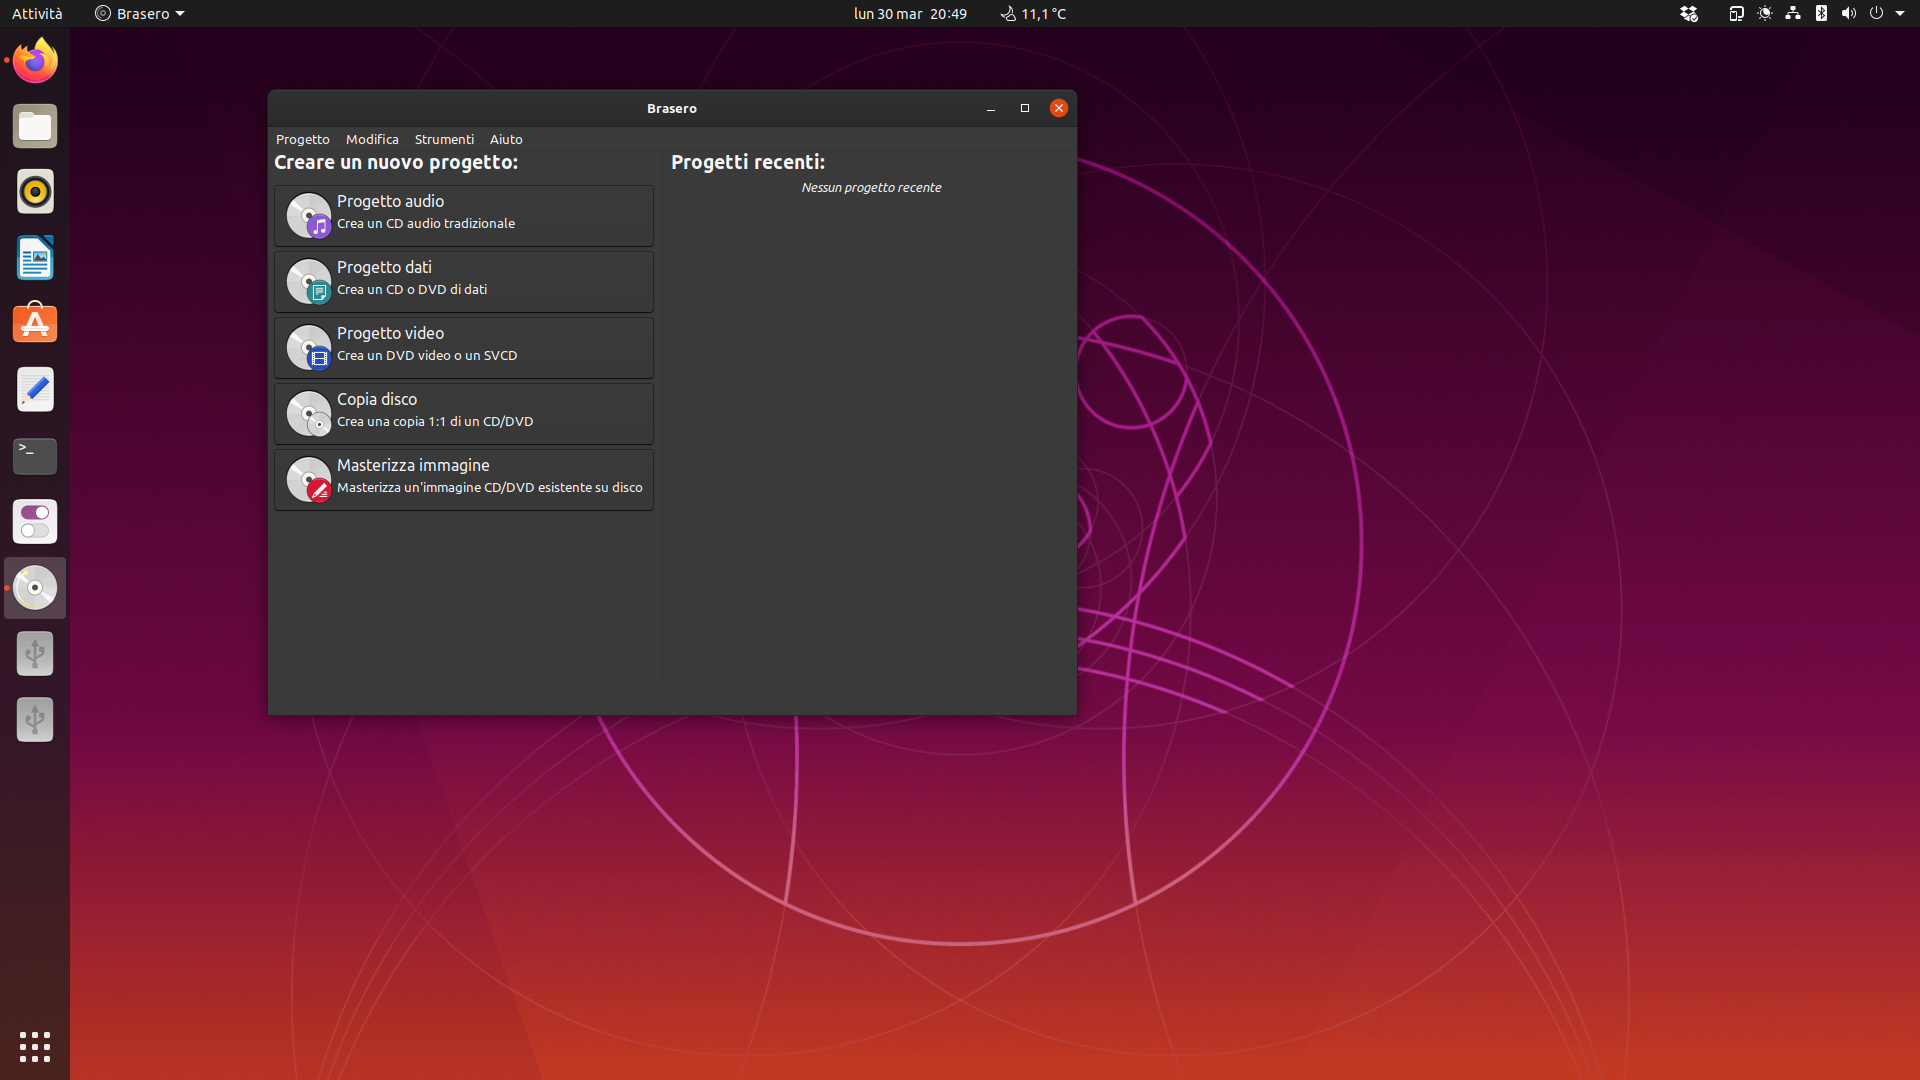 Attività Brasero lun 30 mar 20:49 11,1 °C
Brasero
Progetto Modifica Strumenti Aiuto
Creare un nuovo progetto:
Progetto audio
Crea un CD audio tradizionale
Progetto dati
Crea un CD o DVD di dati
Progetto video
Crea un DVD video o un SVCD
Copia disco
Crea una copia 1:1 di un CD/DVD
Masterizza immagine
Masterizza un'immagine CD/DVD esistente su disco
Progetti recenti:
Nessun progetto recente
>_